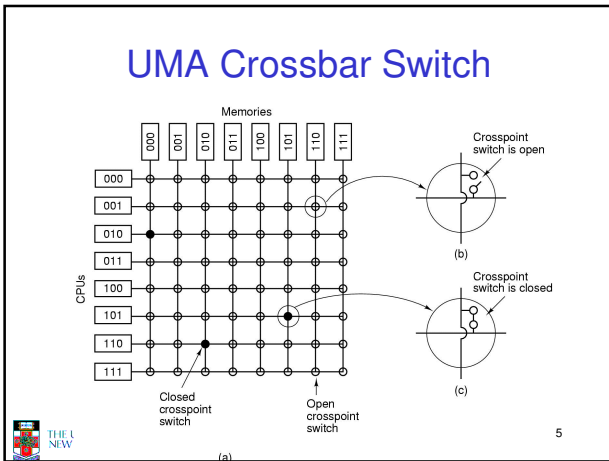 UMA Crossbar Switch
Memories
000 001 010 011 100 101 110 111
CPUs
000
001
010
011
100
101
110
111
Crosspoint
switch is open
(b)
Crosspoint
switch is closed
(c)
Closed
crosspoint
switch
Open
crosspoint
switch
(a)
THE U
NEW
5